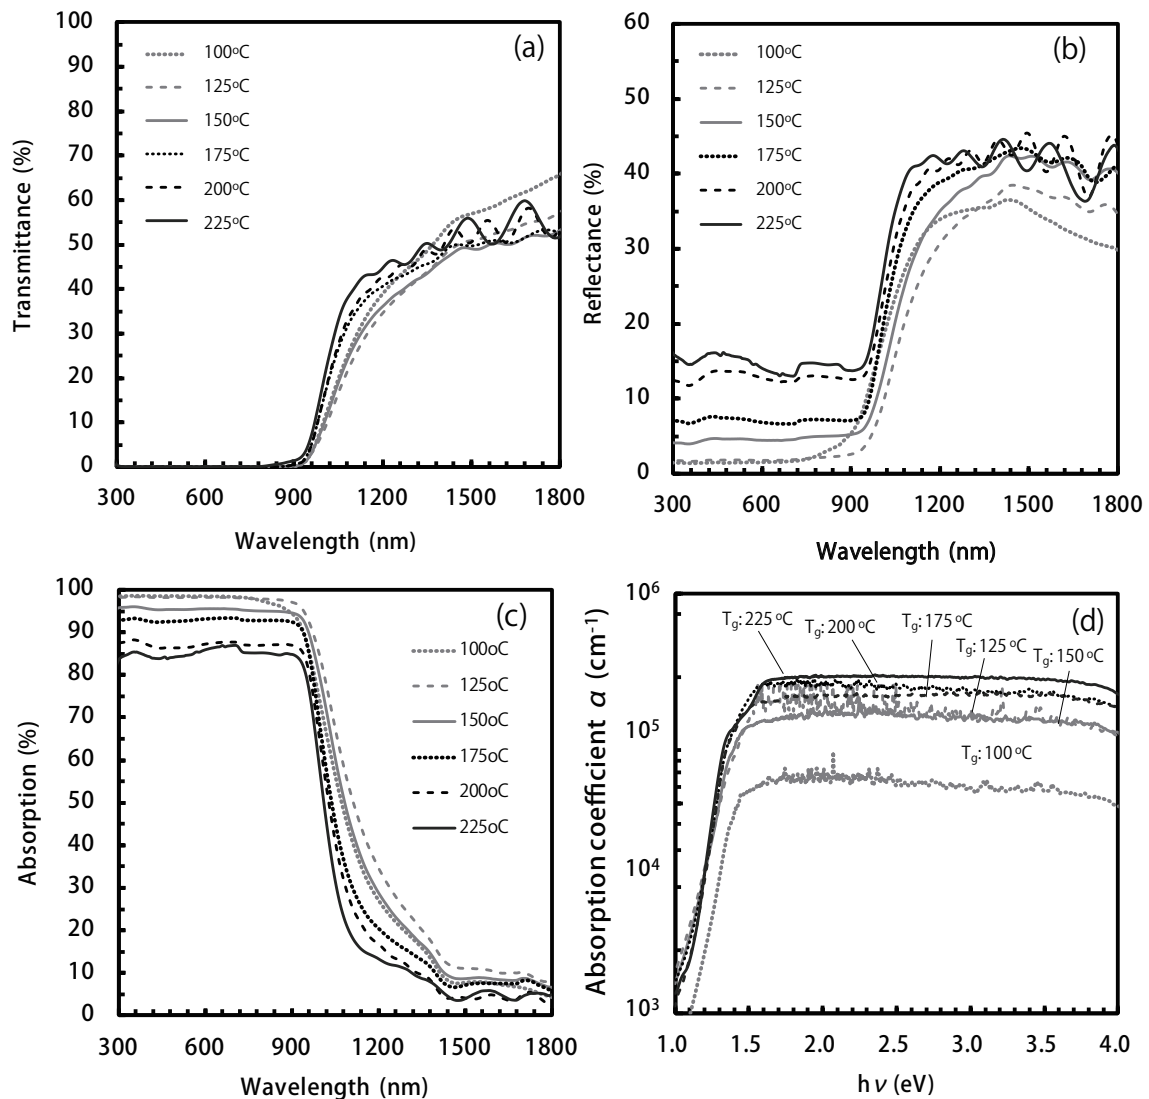 (a)
100
90
80
70
60
50
40
30
20
10
0
300 600 900 1200 1500 1800
Transmittance (%)
Wavelength (nm)
100ºC
125ºC
150ºC
175ºC
200ºC
225ºC
(b)
60
50
40
30
20
10
0
300 600 900 1200 1500 1800
Reflectance (%)
Wavelength (nm)
100ºC
125ºC
150ºC
175ºC
200ºC
225ºC
(c)
100
90
80
70
60
50
40
30
20
10
0
300 600 900 1200 1500 1800
Absorption (%)
Wavelength (nm)
100oC
125oC
150oC
175oC
200oC
225oC
(d)
10⁶
10⁵
10⁴
10³
1.0 1.5 2.0 2.5 3.0 3.5 4.0
Absorption coefficient α (cm⁻¹)
hν (eV)
Tg: 225 ºC
Tg: 200 ºC
Tg: 175 ºC
Tg: 125 ºC
Tg: 150 ºC
Tg: 100 ºC